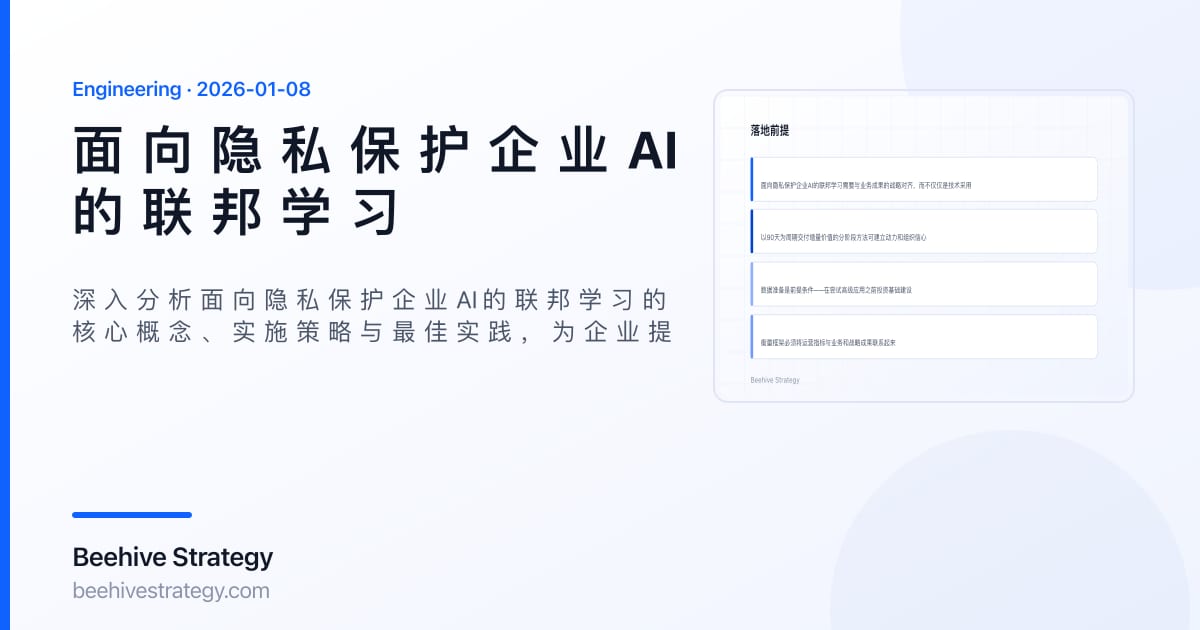 Engineering · 2026-01-08
面向隐私保护企业AI
的联邦学习
深入分析面向隐私保护企业AI的联邦学习的
核心概念、实施策略与最佳实践，为企业提
Beehive Strategy
beehivestrategy.com
落地前提
面向隐私保护企业AI的联邦学习需要与业务成果的战略对齐，而不仅仅是技术采用
以90天为周期交付增量价值的分阶段方法可建立动力和组织信心
数据准备是前提条件——在尝试高级应用之前投资基础建设
衡量框架必须将运营指标与业务和战略成果联系起来
Beehive Strategy